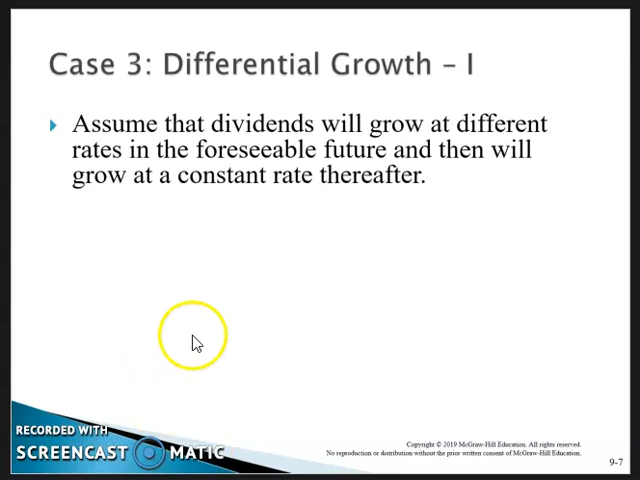 Case 3: Differential Growth – I
Assume that dividends will grow at different
rates in the foreseeable future and then will
grow at a constant rate thereafter.
RECORDED WITH
SCREENCAST MATIC
Copyright © 2019 McGraw-Hill Education. All rights reserved.
No reproduction or distribution without the prior written consent of McGraw-Hill Education.
9-7